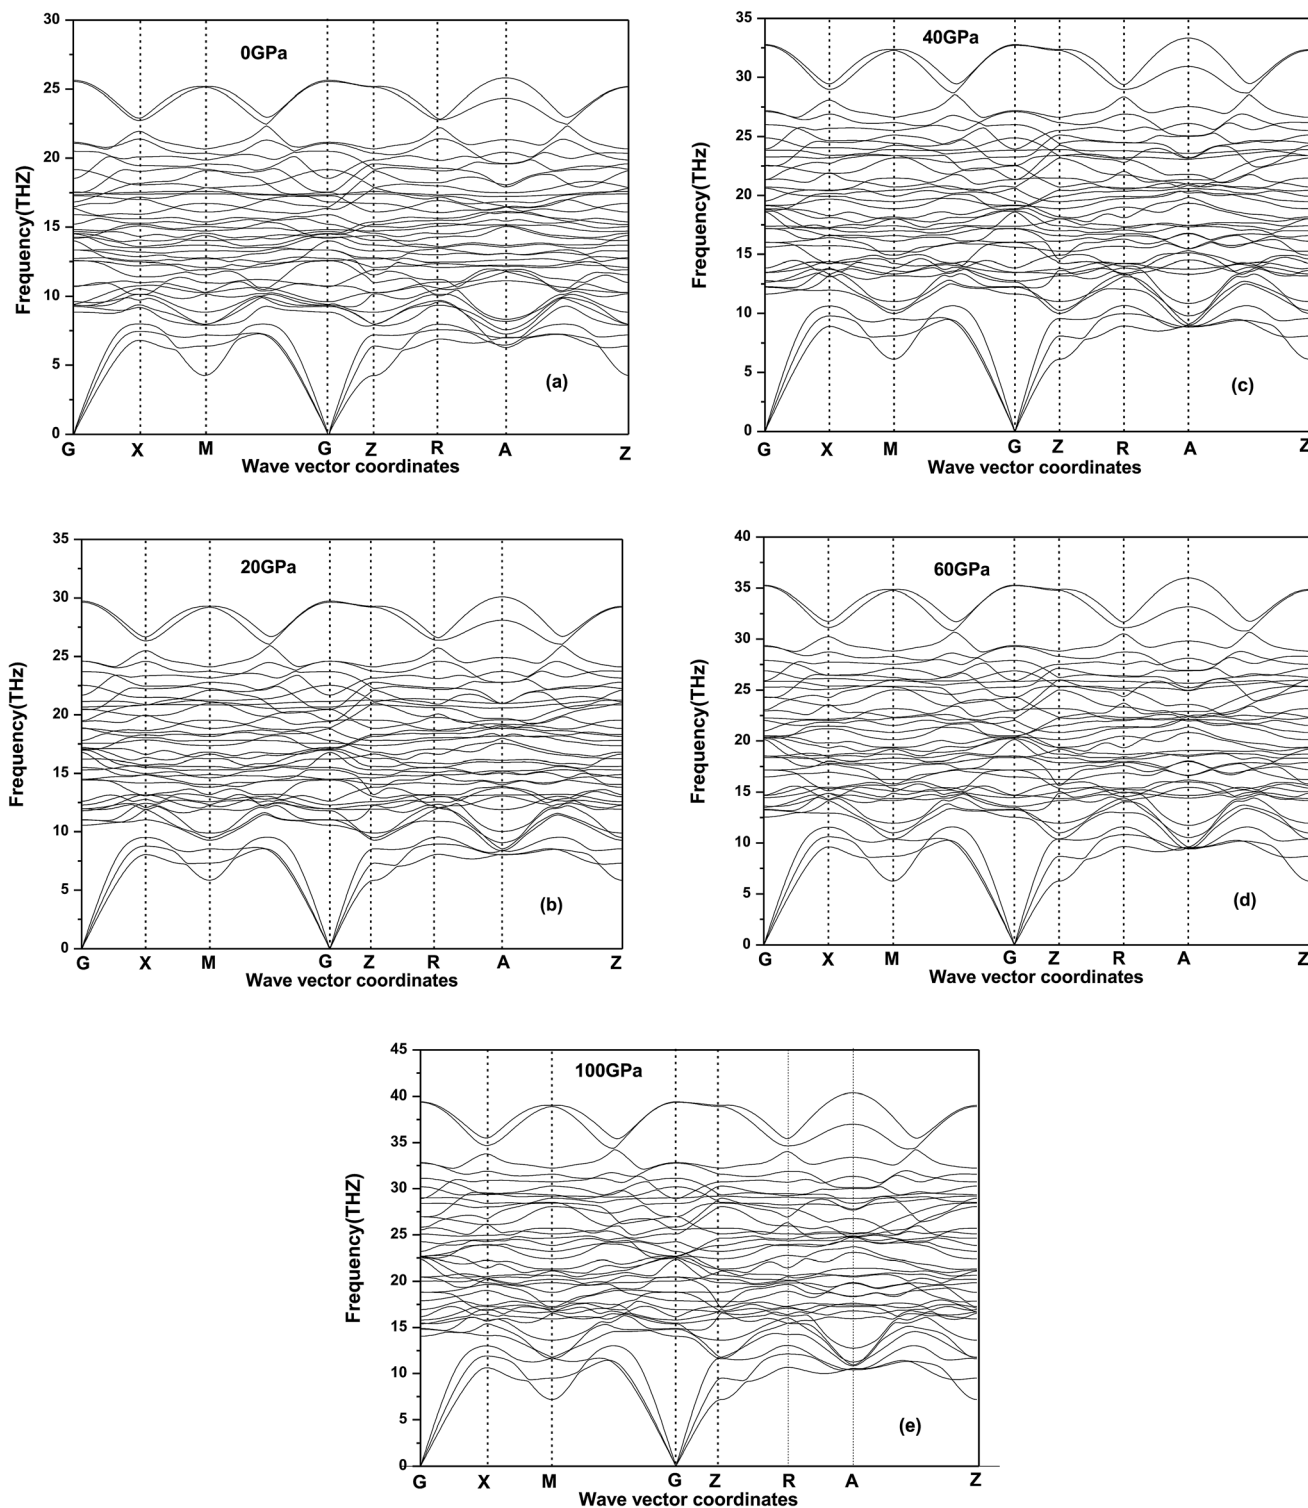 30
25
20
15
10
5
0
Frequency(THZ)
0GPa
(a)
G X M G Z R A Z
Wave vector coordinates
35
30
25
20
15
10
5
0
Frequency(THz)
40GPa
(c)
G X M G Z R A Z
Wave vector coordinates
35
30
25
20
15
10
5
0
Frequency(THz)
20GPa
(b)
G X M G Z R A Z
Wave vector coordinates
40
35
30
25
20
15
10
5
0
Frequency(THz)
60GPa
(d)
G X M G Z R A Z
Wave vector coordinates
45
40
35
30
25
20
15
10
5
0
Frequency(THZ)
100GPa
(e)
G X M G Z R A Z
Wave vector coordinates